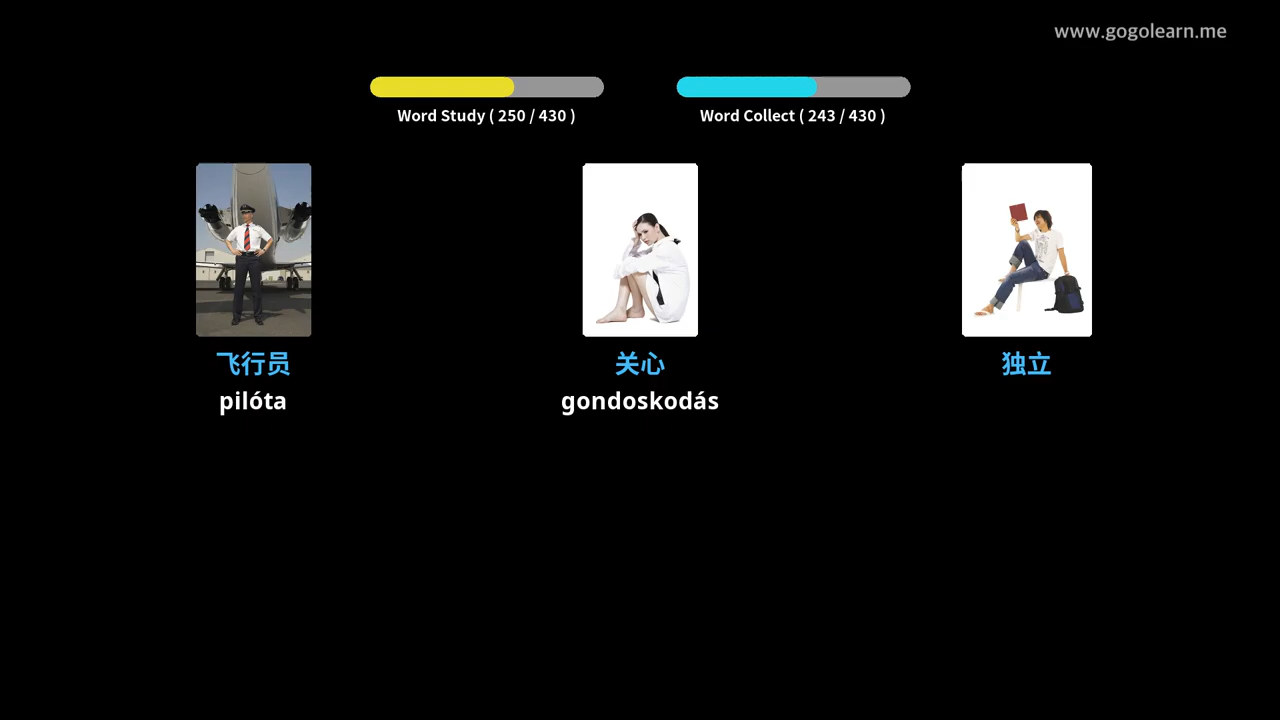 www.gogolearn.me
Word Study ( 250 / 430 )
Word Collect ( 243 / 430 )
飞行员
关心
独立
pilóta
gondoskodás